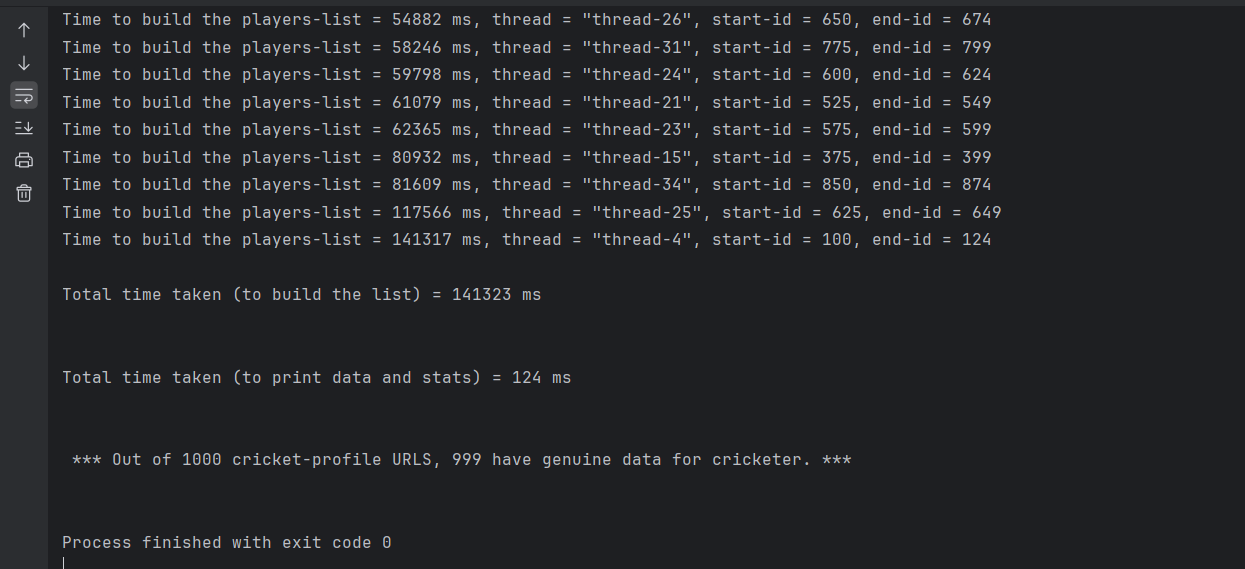 Time to build the players-list = 54882 ms, thread = "thread-26", start-id = 650, end-id = 674
Time to build the players-list = 58246 ms, thread = "thread-31", start-id = 775, end-id = 799
Time to build the players-list = 59798 ms, thread = "thread-24", start-id = 600, end-id = 624
Time to build the players-list = 61079 ms, thread = "thread-21", start-id = 525, end-id = 549
Time to build the players-list = 62365 ms, thread = "thread-23", start-id = 575, end-id = 599
Time to build the players-list = 80932 ms, thread = "thread-15", start-id = 375, end-id = 399
Time to build the players-list = 81609 ms, thread = "thread-34", start-id = 850, end-id = 874
Time to build the players-list = 117566 ms, thread = "thread-25", start-id = 625, end-id = 649
Time to build the players-list = 141317 ms, thread = "thread-4", start-id = 100, end-id = 124
Total time taken (to build the list) = 141323 ms
Total time taken (to print data and stats) = 124 ms
*** Out of 1000 cricket-profile URLS, 999 have genuine data for cricketer. ***
Process finished with exit code 0